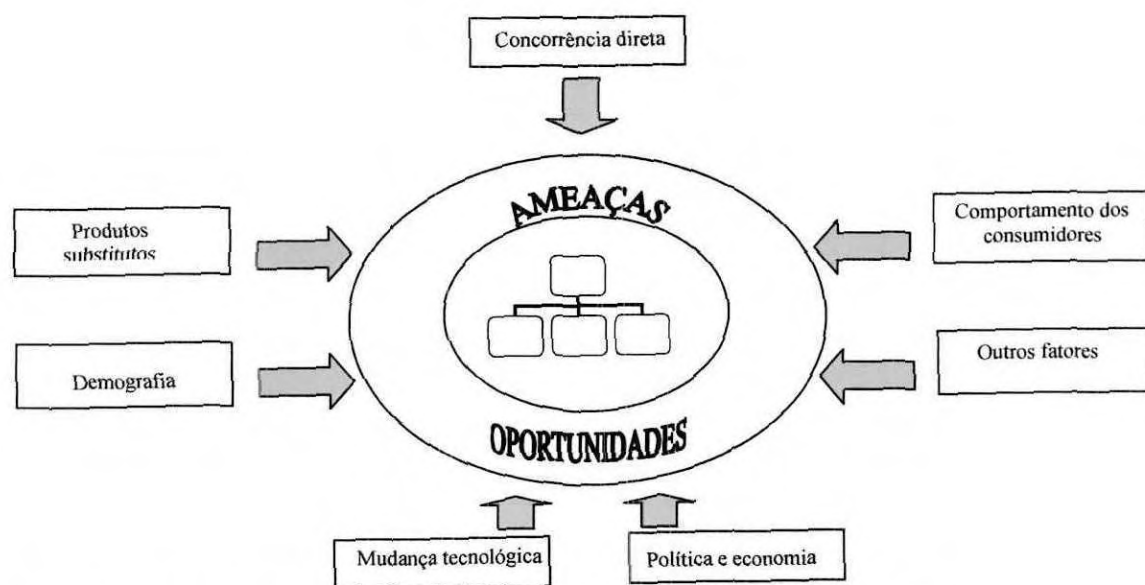 Concorrência direta
AMEAÇAS
Produtos
substitutos
Comportamento dos
consumidores
Demografia
Outros fatores
OPORTUNIDADES
Mudança tecnológica
Política e economia